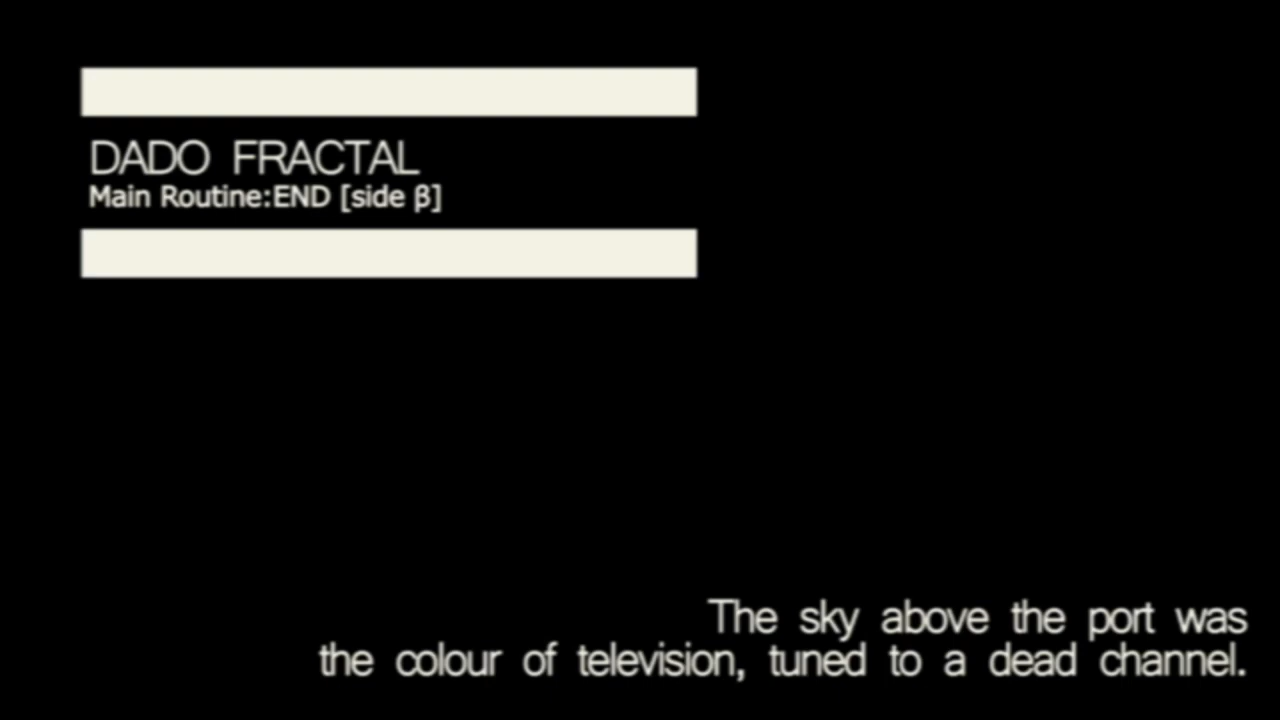 DADO FRACTAL
Main Routine:END [side β]
The sky above the port was
the colour of television, tuned to a dead channel.